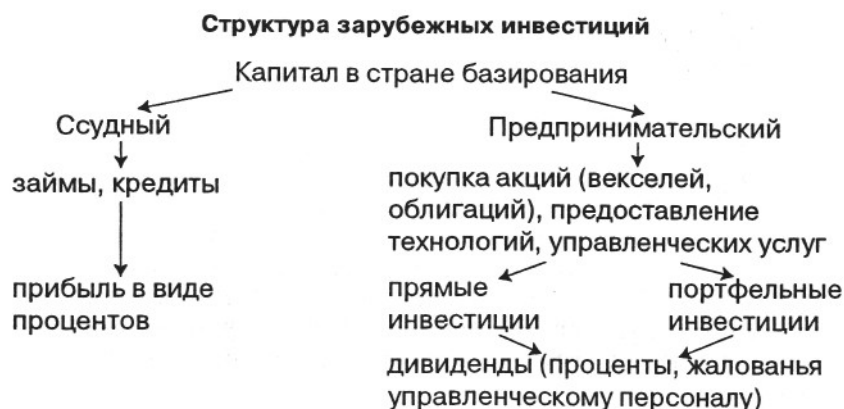 Структура зарубежных инвестиций
Капитал в стране базирования
Ссудный
Предпринимательский
займы, кредиты
покупка акций (векселей,
облигаций), предоставление
технологий, управленческих услуг
прибыль в виде
процентов
прямые
инвестиции
портфельные
инвестиции
дивиденды (проценты, жалованья
управленческому персоналу)